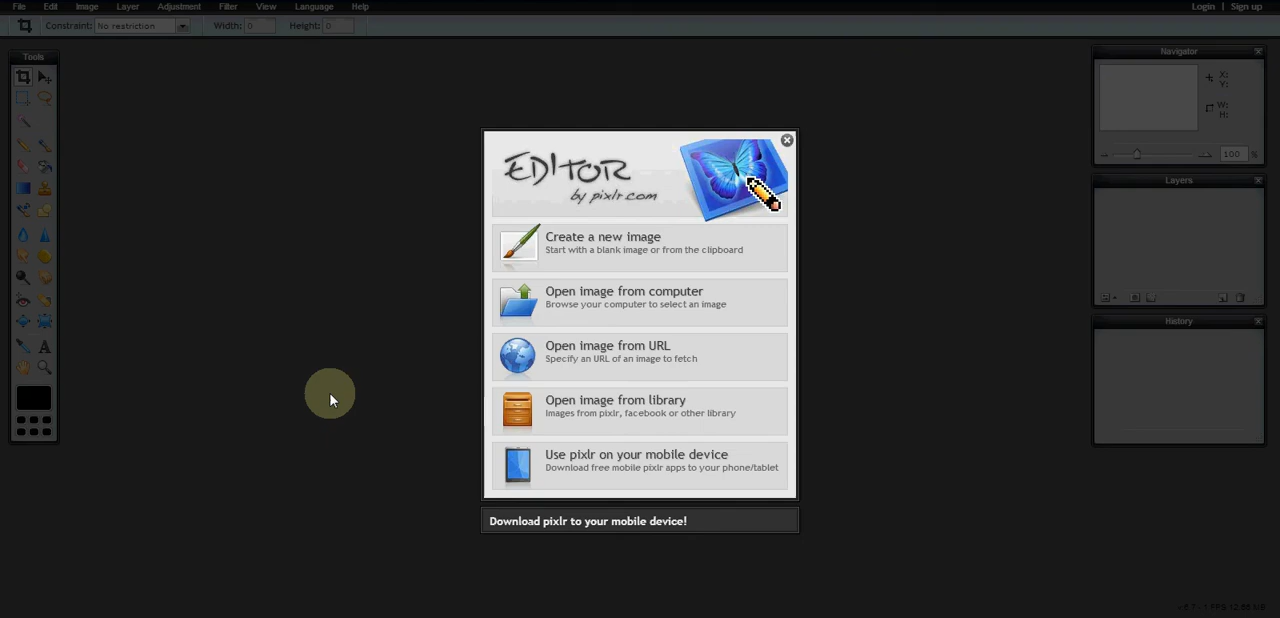 File Edit Image Layer Adjustment Filter View Language Help Login | Sign up
Constraint: No restriction Width: 0 Height: 0
Tools
Navigator
X:
Y:
W:
H:
100 %
Layers
History
EDITOR
by pixlr.com
Create a new image
Start with a blank image or from the clipboard
Open image from computer
Browse your computer to select an image
Open image from URL
Specify an URL of an image to fetch
Open image from library
Images from pixlr, facebook or other library
Use pixlr on your mobile device
Download free mobile pixlr apps to your phone/tablet
Download pixlr to your mobile device!